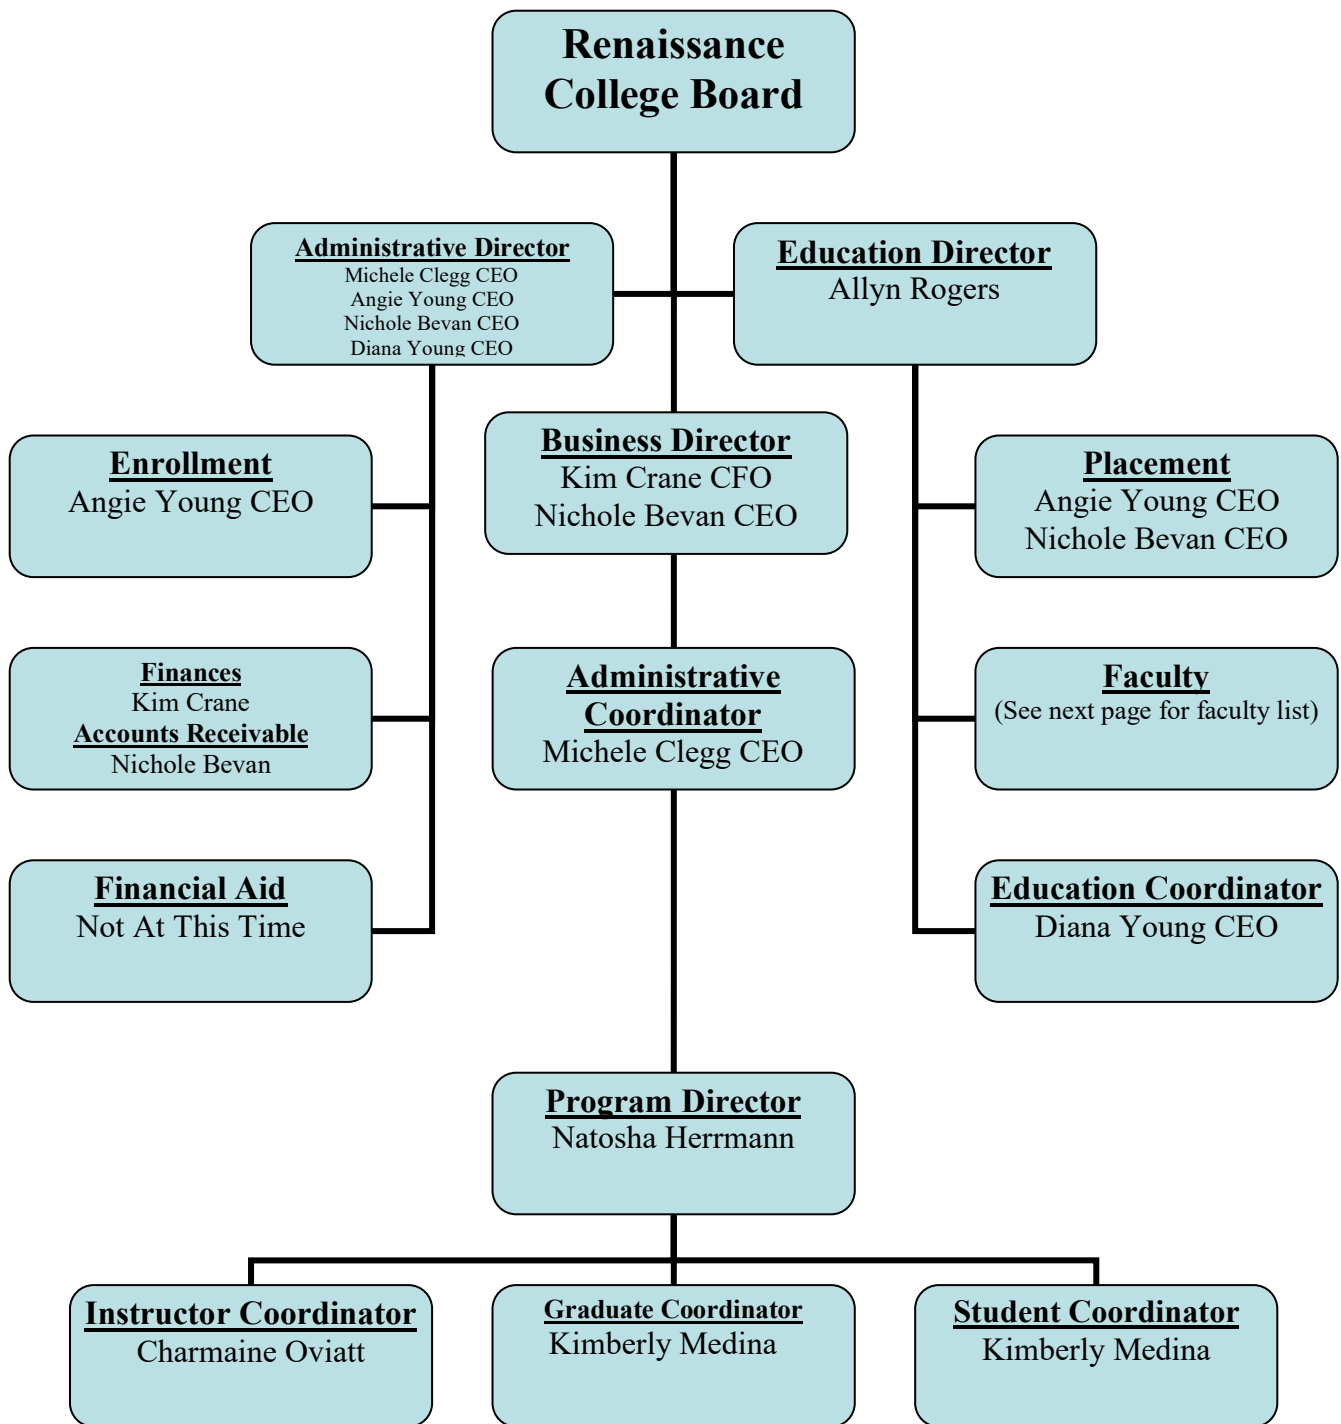 Renaissance
College Board
Administrative Director
Michele Clegg CEO
Angie Young CEO
Nichole Bevan CEO
Diana Young CEO
Education Director
Allyn Rogers
Enrollment
Angie Young CEO
Business Director
Kim Crane CFO
Nichole Bevan CEO
Placement
Angie Young CEO
Nichole Bevan CEO
Finances
Kim Crane
Accounts Receivable
Nichole Bevan
Administrative
Coordinator
Michele Clegg CEO
Faculty
(See next page for faculty list)
Financial Aid
Not At This Time
Education Coordinator
Diana Young CEO
Program Director
Natosha Herrmann
Instructor Coordinator
Charmaine Oviatt
Graduate Coordinator
Kimberly Medina
Student Coordinator
Kimberly Medina